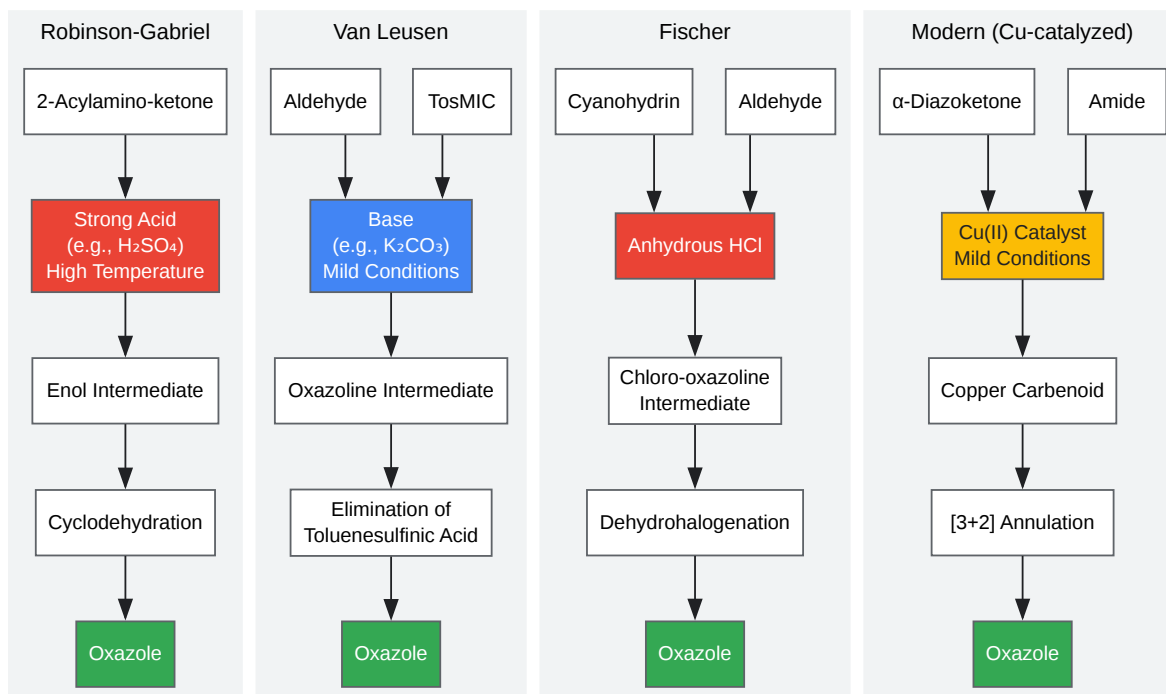 Robinson-Gabriel
2-Acylamino-ketone
Strong Acid
(e.g., H₂SO₄)
High Temperature
Enol Intermediate
Cyclodehydration
Oxazole
Van Leusen
Aldehyde
TosMIC
Base
(e.g., K₂CO₃)
Mild Conditions
Oxazoline Intermediate
Elimination of
Toluenesulfinic Acid
Oxazole
Fischer
Cyanohydrin
Aldehyde
Anhydrous HCl
Chloro-oxazoline
Intermediate
Dehydrohalogenation
Oxazole
Modern (Cu-catalyzed)
α-Diazoketone
Amide
Cu(II) Catalyst
Mild Conditions
Copper Carbenoid
[3+2] Annulation
Oxazole